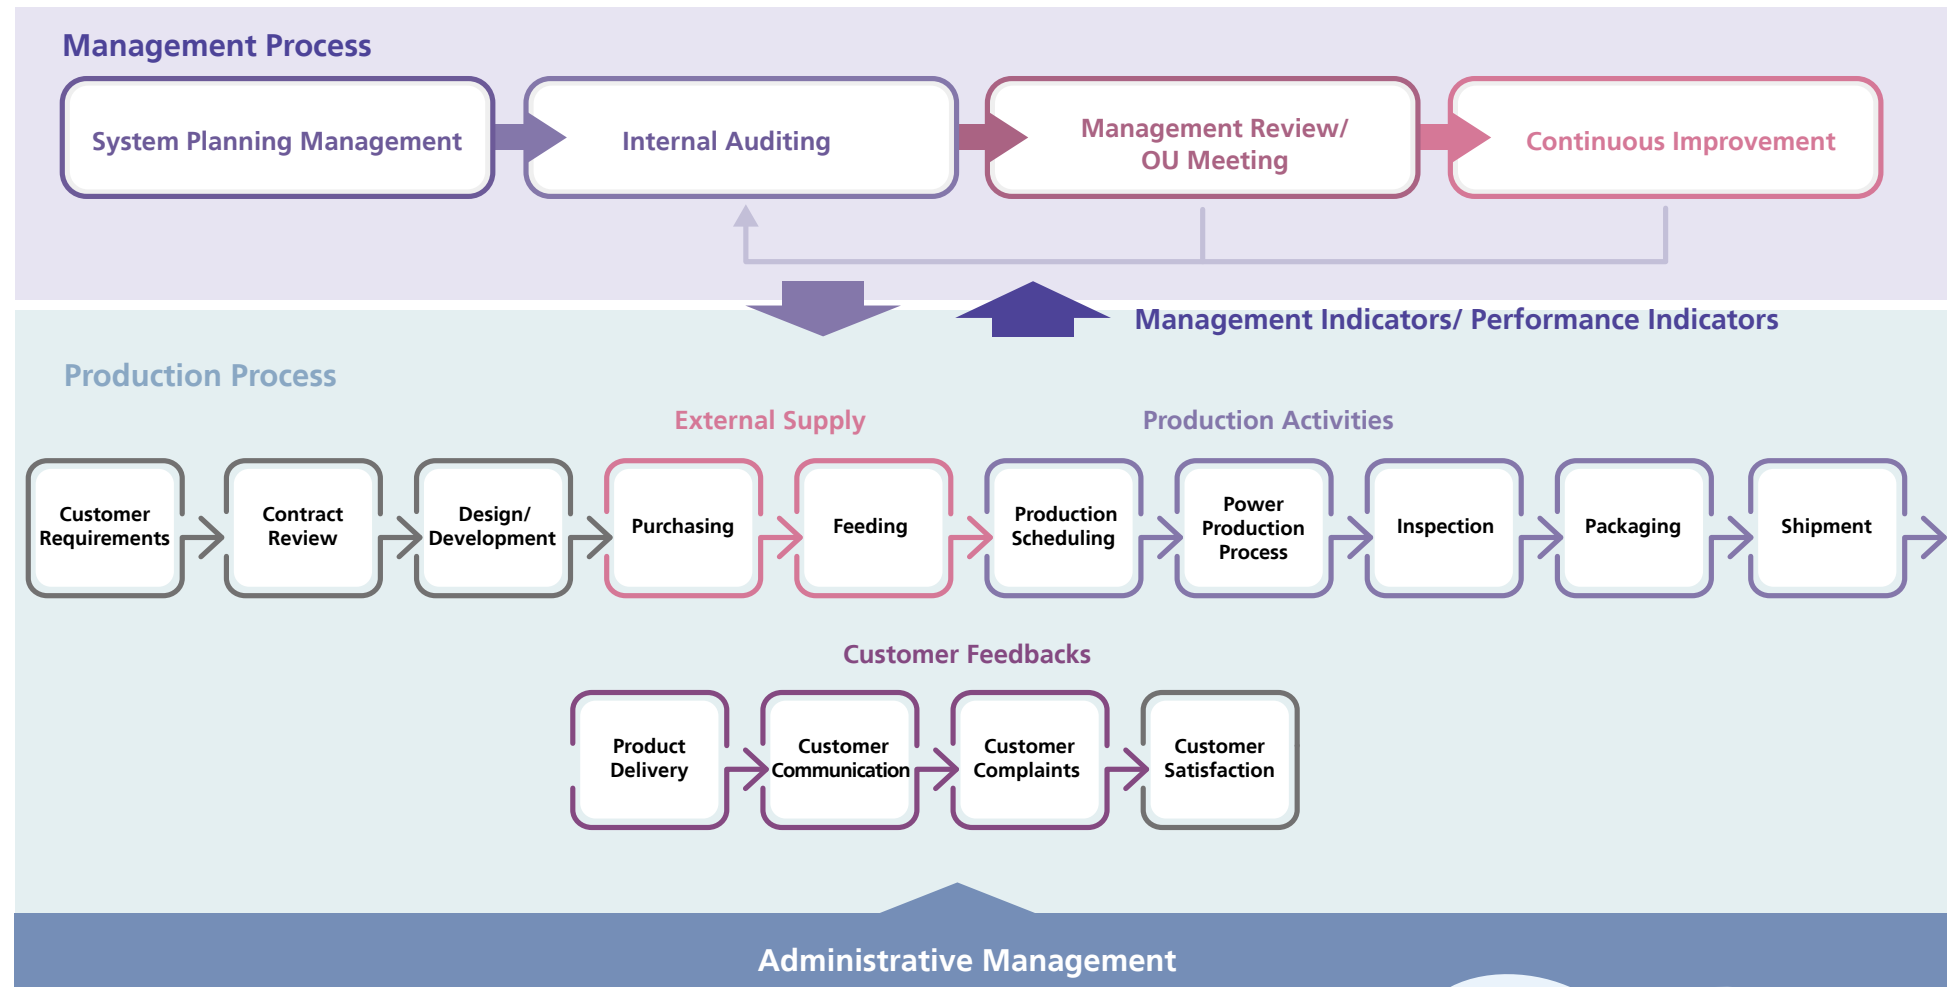 Management Process
System Planning Management
Internal Auditing
Management Review/
OU Meeting
Continuous Improvement
Management Indicators/ Performance Indicators
Production Process
External Supply
Production Activities
Customer
Requirements
Contract
Review
Design/
Development
Purchasing
Feeding
Production
Scheduling
Power
Production
Process
Inspection
Packaging
Shipment
Customer Feedbacks
Product
Delivery
Customer
Communication
Customer
Complaints
Customer
Satisfaction
Administrative Management